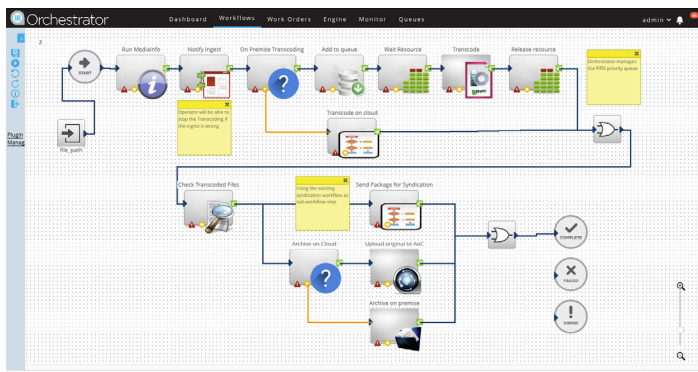 Orchestrator
Dashboard Workflows Work Orders Engine Monitor Queues
admin
2
Run MediaInfo Notify Ingest On Premise Transcoding Add to queue Wait Resource Transcode Release resource
START
Orchestrator manages
the FIFO priority queue
Operator will be able to
stop the Transcoding if
the ingest is wrong
Transcode on cloud
Plugin
Manag
file_path
Check Transcoded Files
Using the existing
syndication workflow as
sub-workflow step
Send Package for Syndication
COMPLETE
Archive on Cloud Upload original to AoC
FAILED
Archive on premise
ERROR